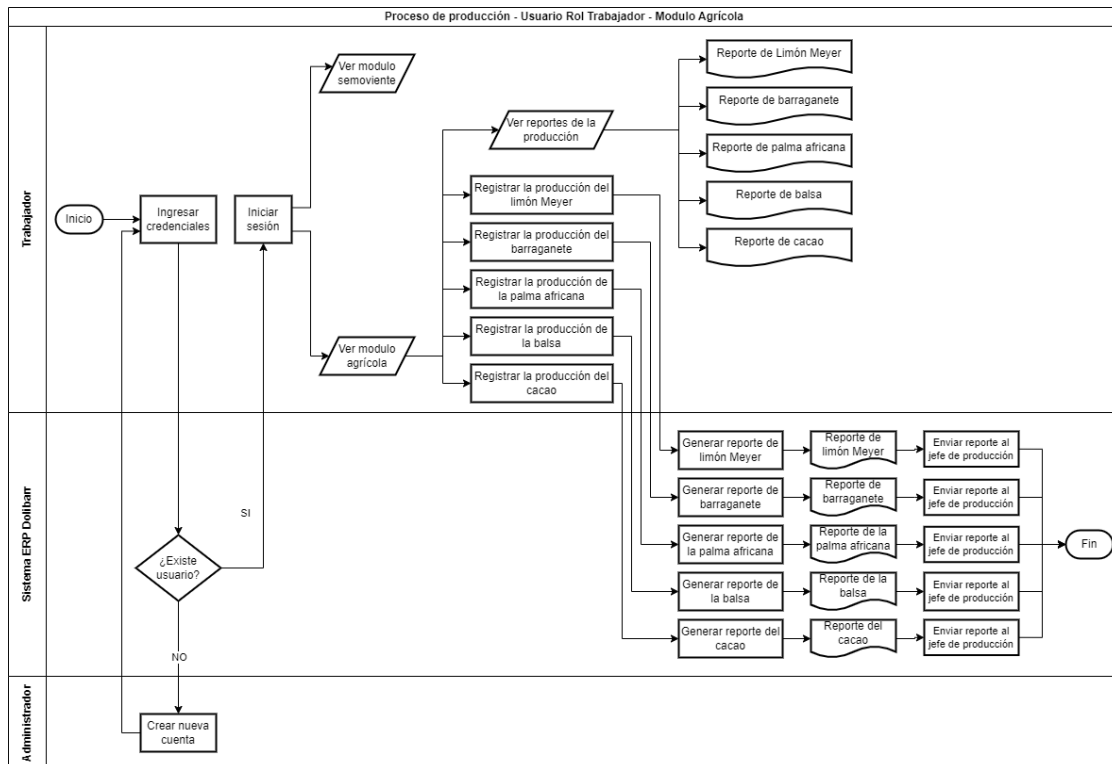 Proceso de producción - Usuario Rol Trabajador - Modulo Agrícola
Trabajador
Inicio
Ingresar
credenciales
Iniciar
sesión
Ver modulo
semoviente
Ver modulo
agrícola
Ver reportes de la
producción
Registrar la producción del
limón Meyer
Registrar la producción del
barraganete
Registrar la producción de
la palma africana
Registrar la producción de
la balsa
Registrar la producción del
cacao
Reporte de Limón Meyer
Reporte de barraganete
Reporte de palma africana
Reporte de balsa
Reporte de cacao
Sistema ERP Dolibarr
¿Existe
usuario?
SI
NO
Generar reporte de
limón Meyer
Reporte de
limón Meyer
Enviar reporte al
jefe de producción
Generar reporte de
barraganete
Reporte de
barraganete
Enviar reporte al
jefe de producción
Generar reporte de
la palma africana
Reporte de la
palma africana
Enviar reporte al
jefe de producción
Generar reporte de
la balsa
Reporte de la
balsa
Enviar reporte al
jefe de producción
Generar reporte del
cacao
Reporte del
cacao
Enviar reporte al
jefe de producción
Fin
Administrador
Crear nueva
cuenta